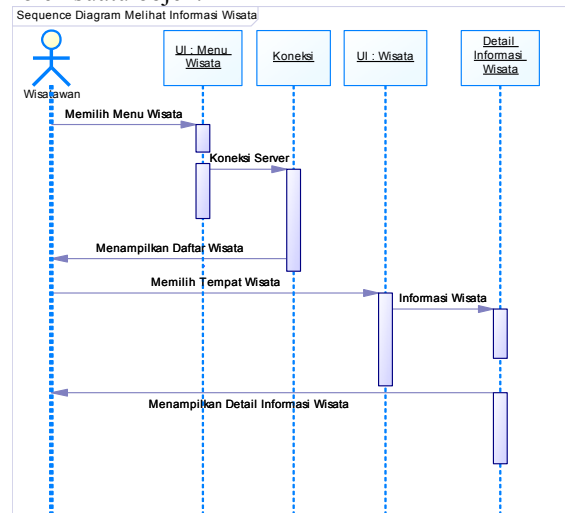 Sequence Diagram Melihat Informasi Wisata
Wisatawan
UI : Menu
Wisata
Koneksi
UI : Wisata
Detail
Informasi
Wisata
Memilih Menu Wisata
Koneksi Server
Menampilkan Daftar Wisata
Memilih Tempat Wisata
Informasi Wisata
Menampilkan Detail Informasi Wisata